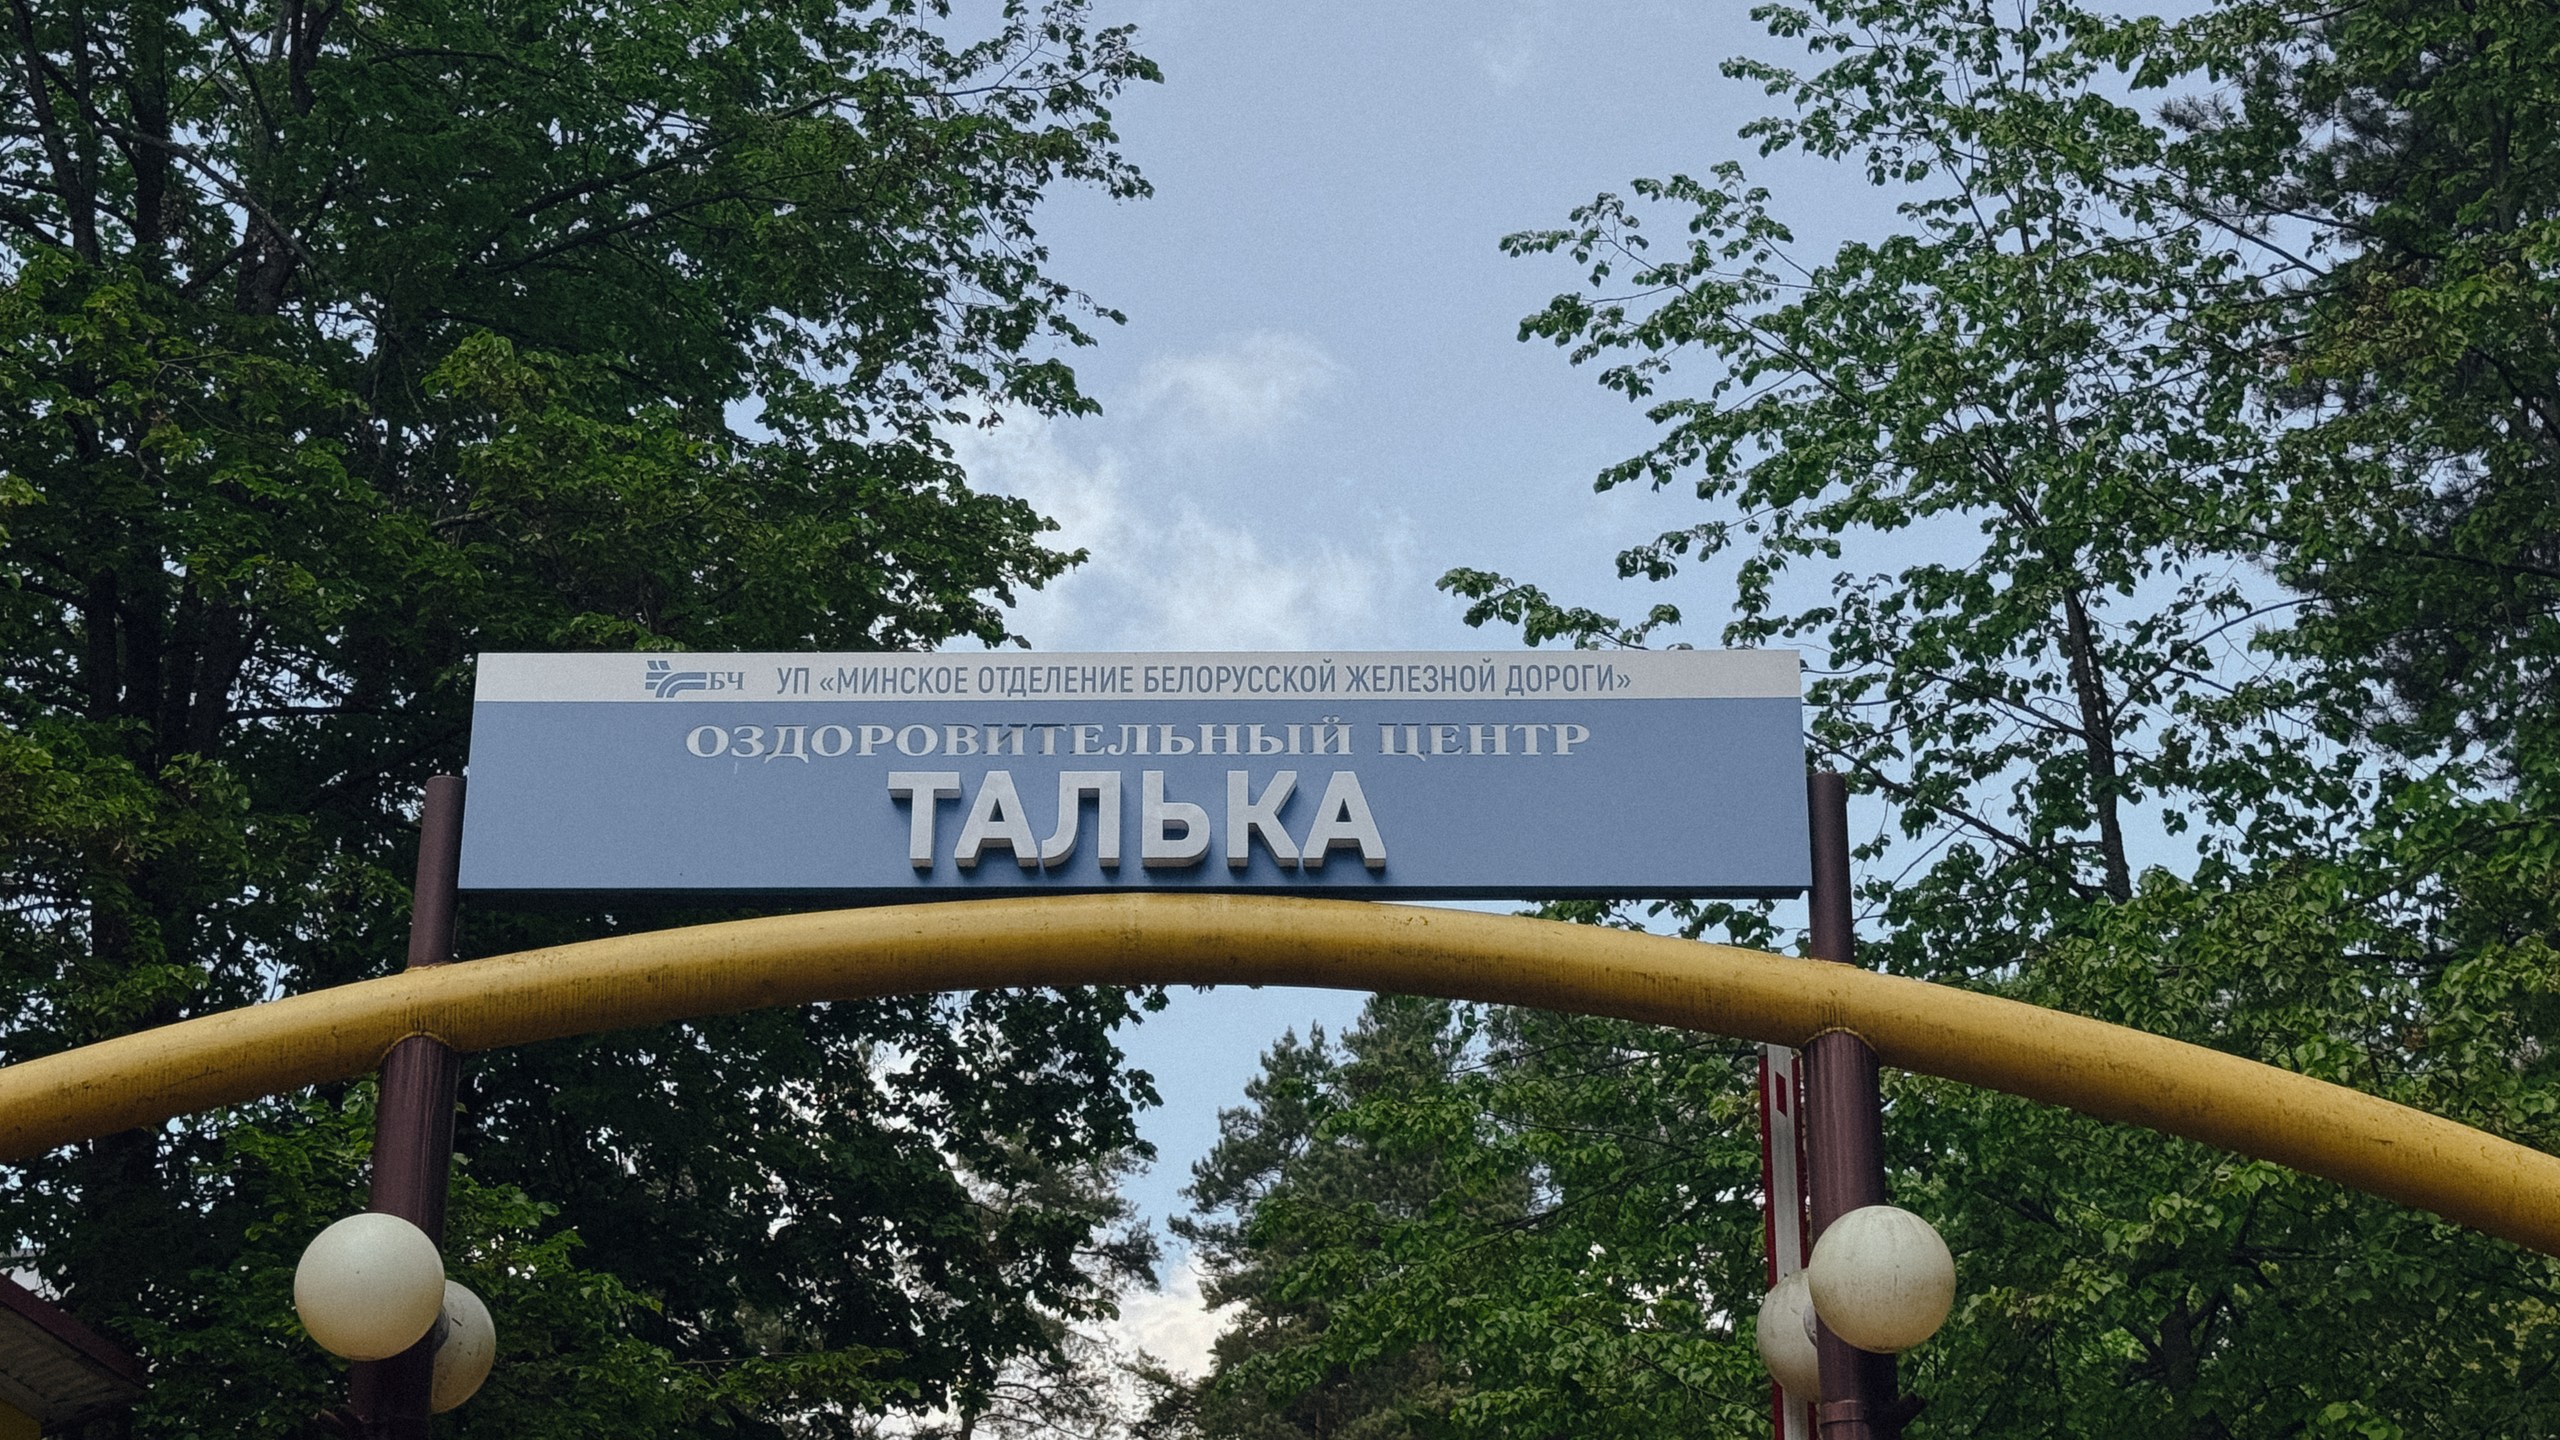 БЧ УП «МИНСКОЕ ОТДЕЛЕНИЕ БЕЛОРУССКОЙ ЖЕЛЕЗНОЙ ДОРОГИ»
ОЗДОРОВИТЕЛЬНЫЙ ЦЕНТР
ТАЛЬКА